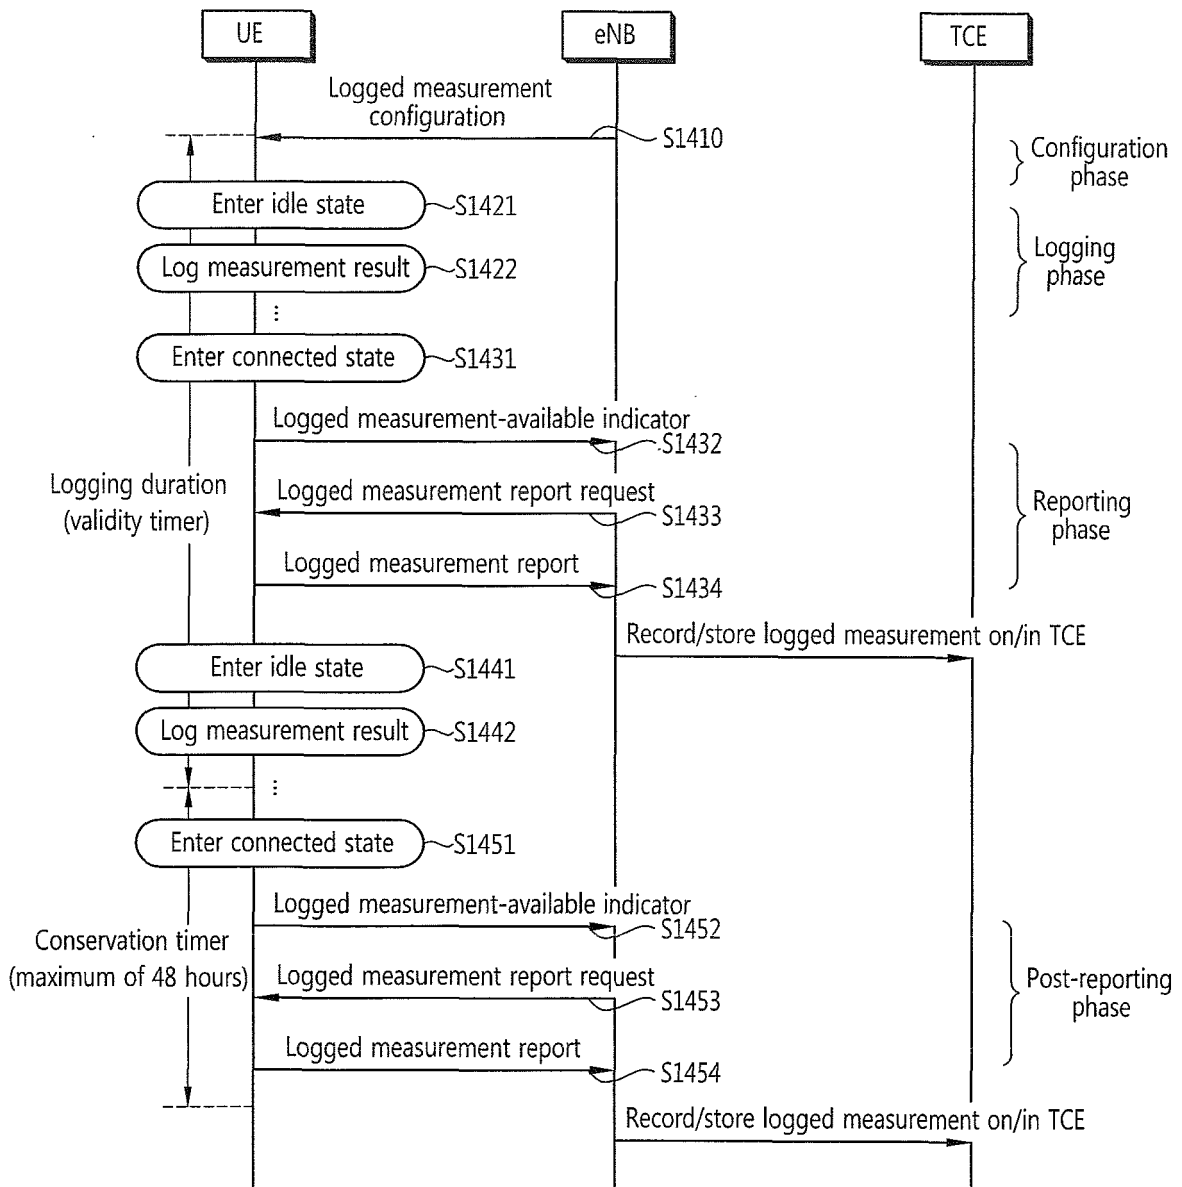 UE
eNB
TCE
Logged measurement
configuration
S1410
Configuration
phase
Enter idle state
S1421
Log measurement result
S1422
Logging
phase
⋮
Enter connected state
S1431
Logged measurement-available indicator
S1432
Logging duration
(validity timer)
Logged measurement report request
S1433
Reporting
phase
Logged measurement report
S1434
Record/store logged measurement on/in TCE
Enter idle state
S1441
Log measurement result
S1442
⋮
Enter connected state
S1451
Logged measurement-available indicator
S1452
Conservation timer
(maximum of 48 hours)
Logged measurement report request
S1453
Post-reporting
phase
Logged measurement report
S1454
Record/store logged measurement on/in TCE